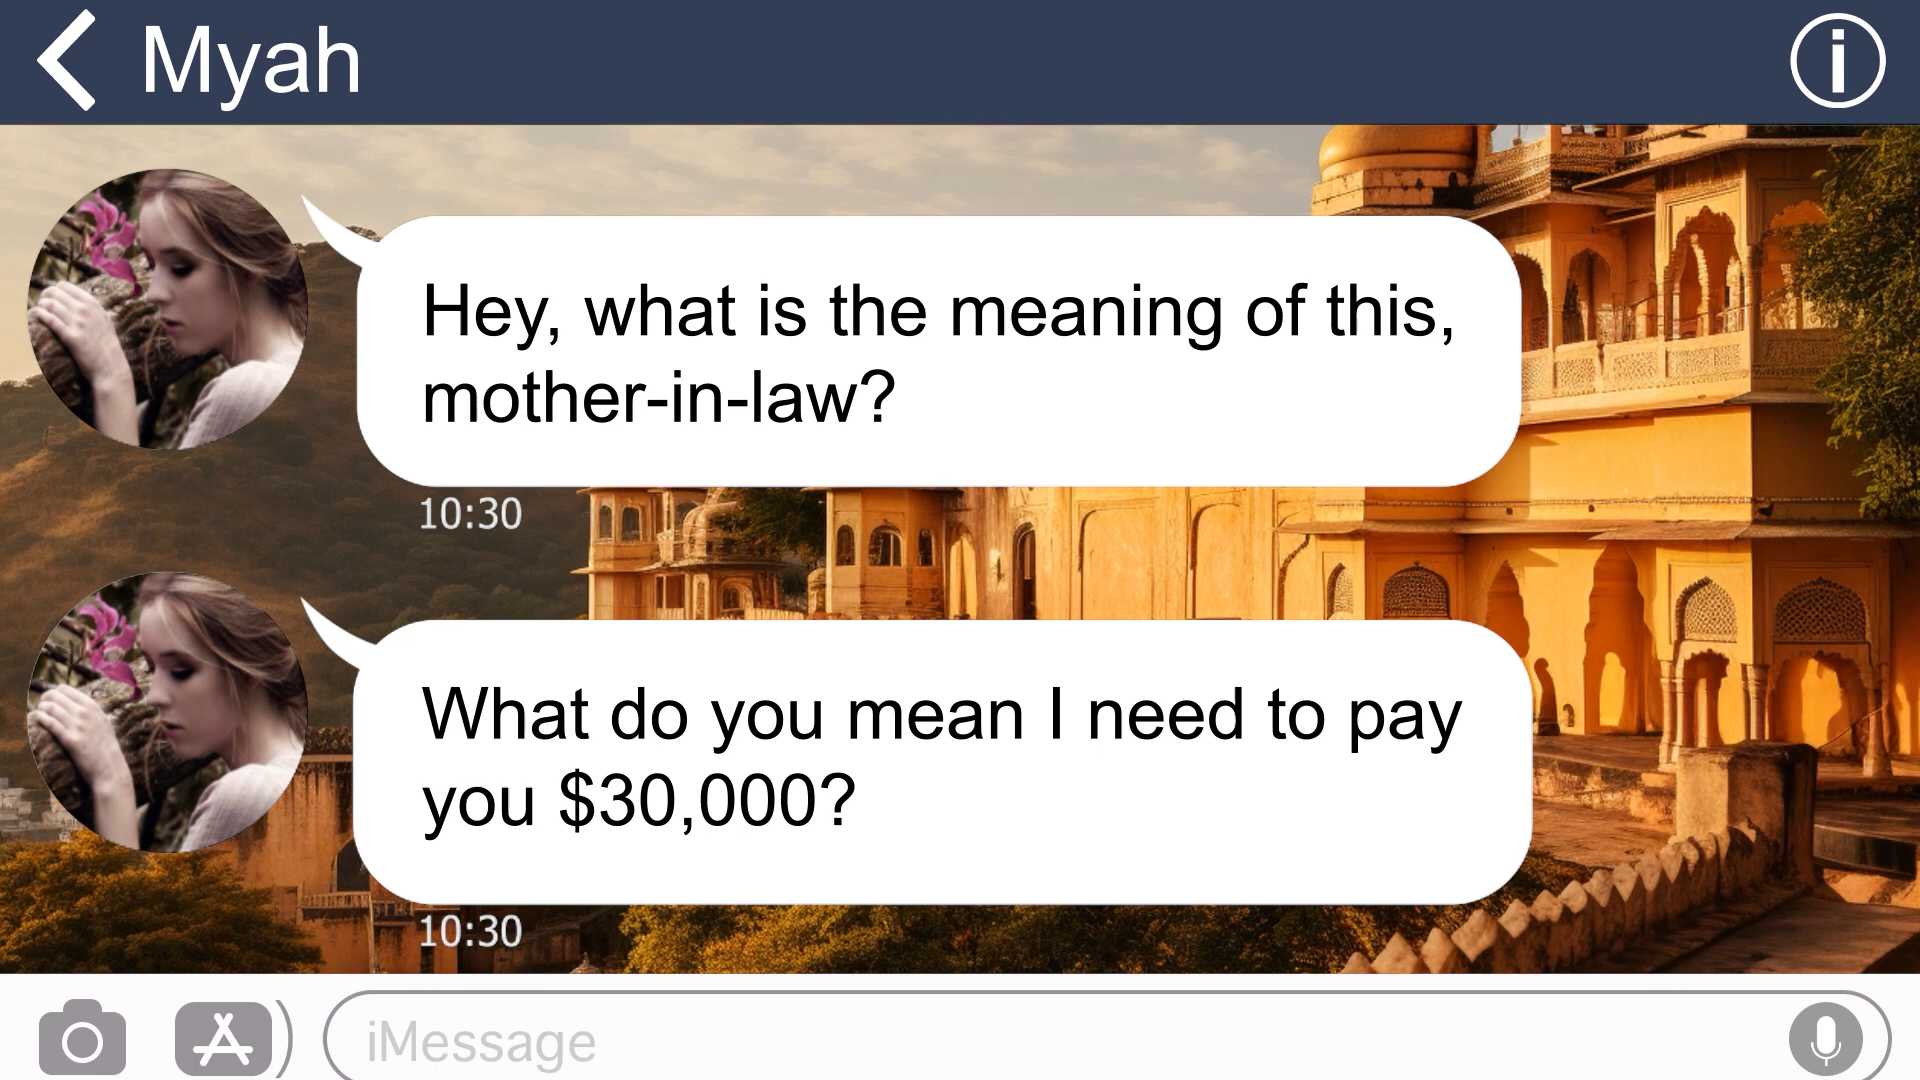 Myah
Hey, what is the meaning of this,
mother-in-law?
10:30
What do you mean I need to pay
you $30,000?
10:30
iMessage